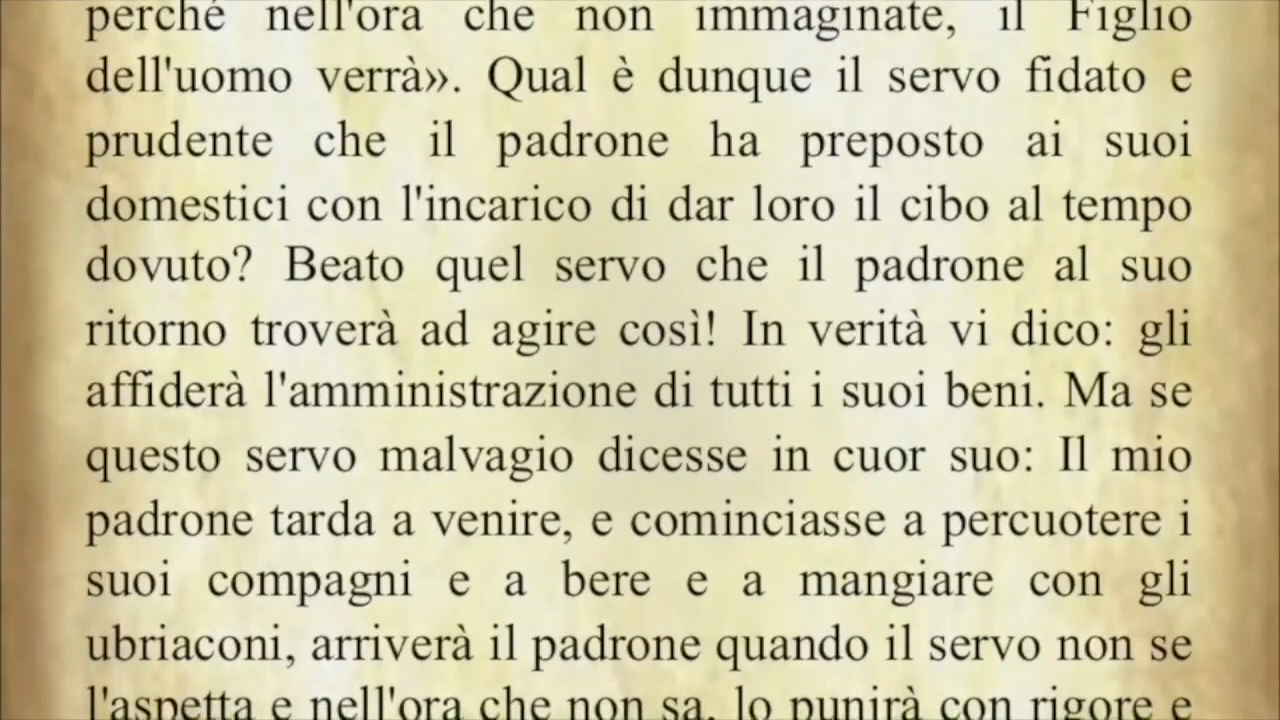 perché nell'ora che non immaginate, il Figlio
dell'uomo verrà». Qual è dunque il servo fidato e
prudente che il padrone ha preposto ai suoi
domestici con l'incarico di dar loro il cibo al tempo
dovuto? Beato quel servo che il padrone al suo
ritorno troverà ad agire così! In verità vi dico: gli
affiderà l'amministrazione di tutti i suoi beni. Ma se
questo servo malvagio dicesse in cuor suo: Il mio
padrone tarda a venire, e cominciasse a percuotere i
suoi compagni e a bere e a mangiare con gli
ubriaconi, arriverà il padrone quando il servo non se
l'aspetta e nell'ora che non sa, lo punirà con rigore e